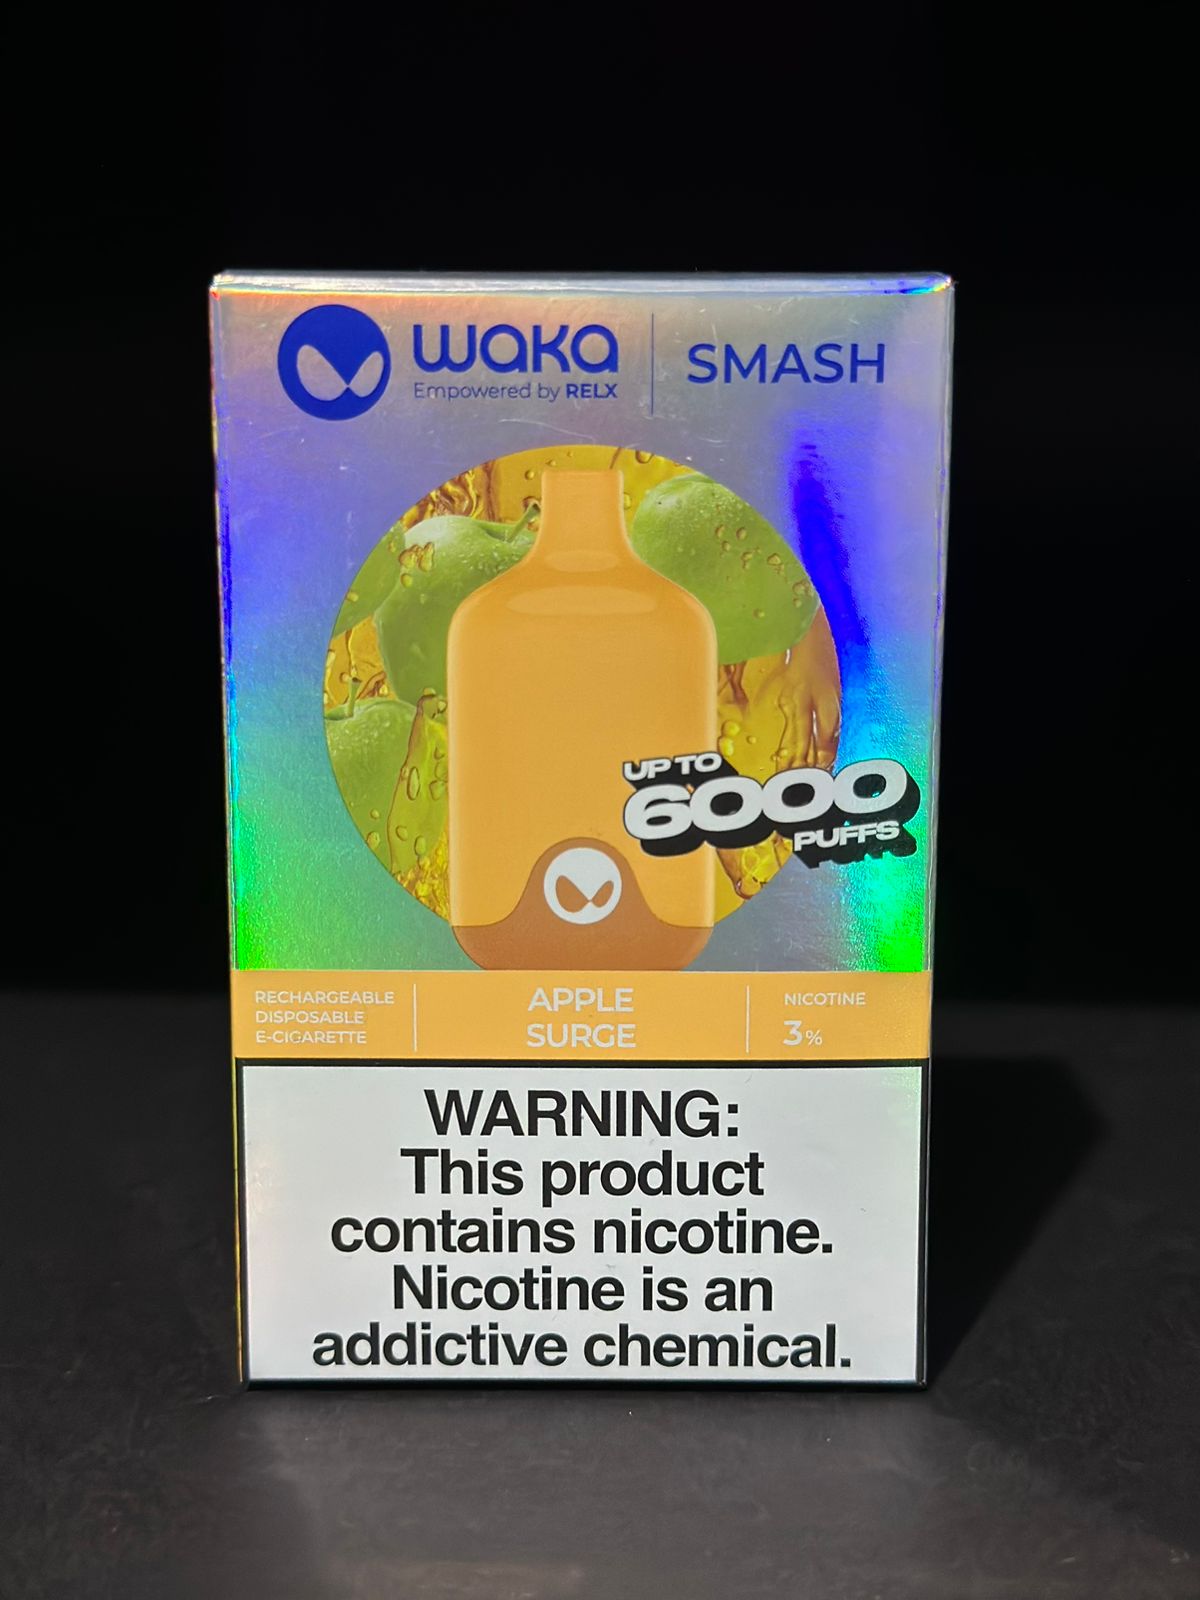 waka
Empowered by RELX
SMASH
UP TO
6000
PUFFS
RECHARGEABLE
DISPOSABLE
E-CIGARETTE
APPLE
SURGE
NICOTINE
3%
WARNING:
This product
contains nicotine.
Nicotine is an
addictive chemical.